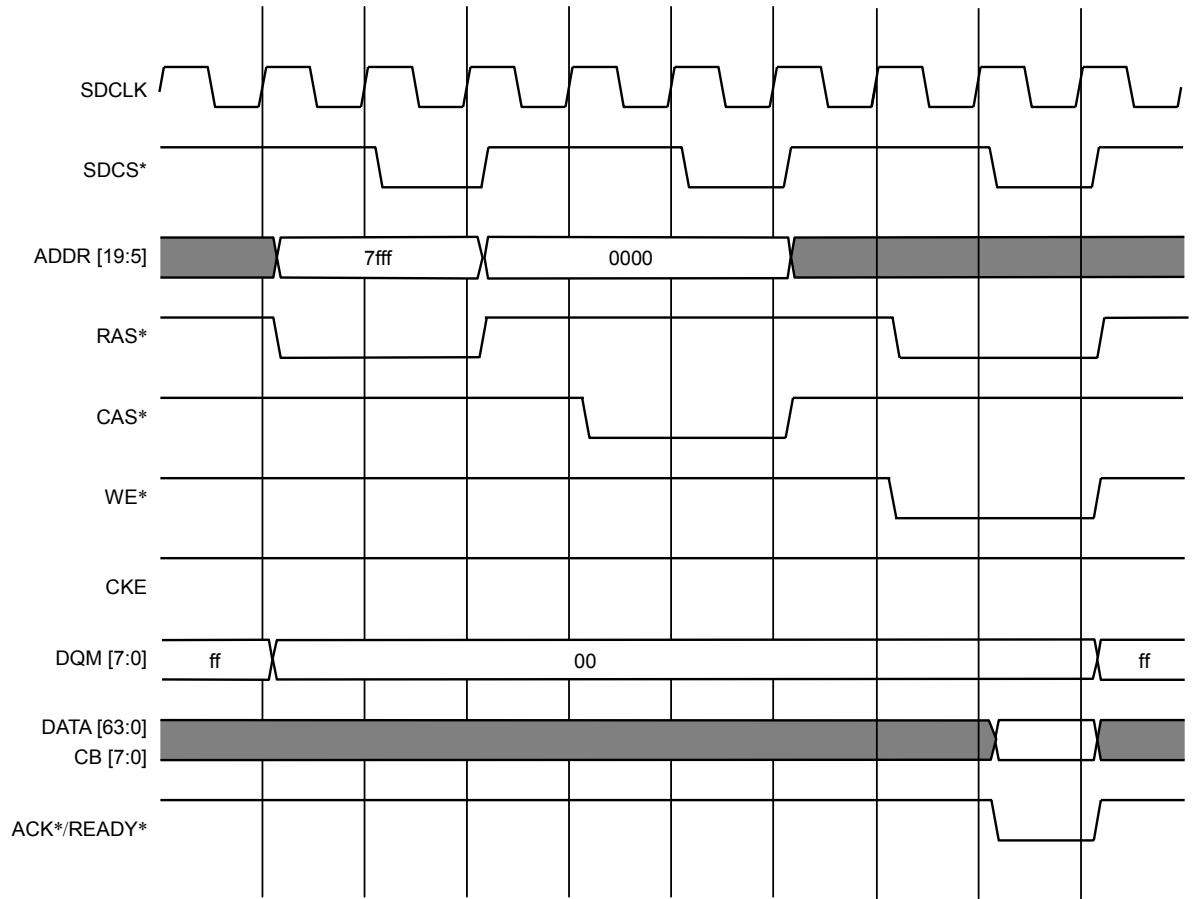 SDCLK
SDCS*
ADDR [19:5]
7fff
0000
RAS*
CAS*
WE*
CKE
DQM [7:0]
ff
00
ff
DATA [63:0]
CB [7:0]
ACK*/READY*